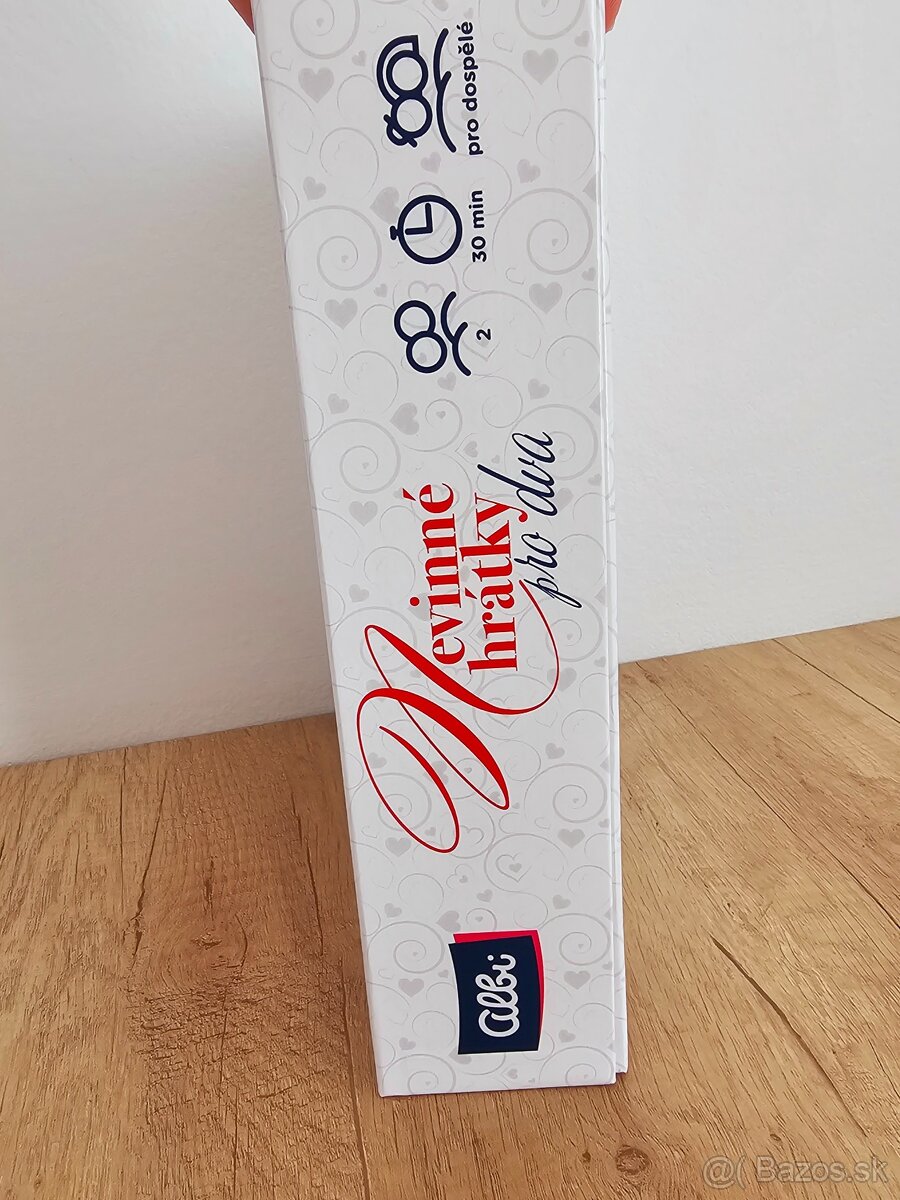 Albi
Nevinné
hrátky
pro dva
2
30 min
pro dospělé
@( Bazos.sk